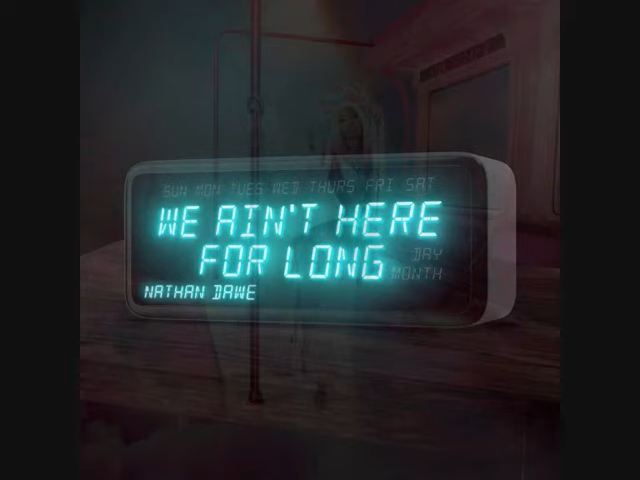 SUN MON TUES WED THURS FRI SAT
WE AIN'T HERE
FOR LONG
DAY
MONTH
NATHAN DAWE